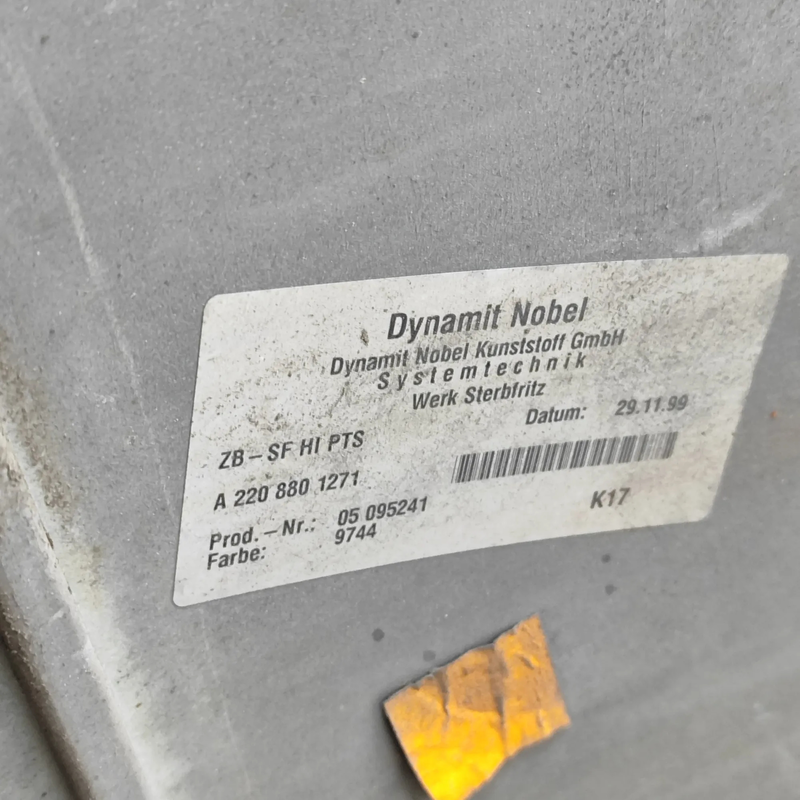 Dynamit Nobel
Dynamit Nobel Kunststoff GmbH
Systemtechnik
Werk Sterbfritz
Datum: 29.11.99
ZB-SF HI PTS
A 220 880 1271
Prod.-Nr.: 05 095241
K17
Farbe: 9744